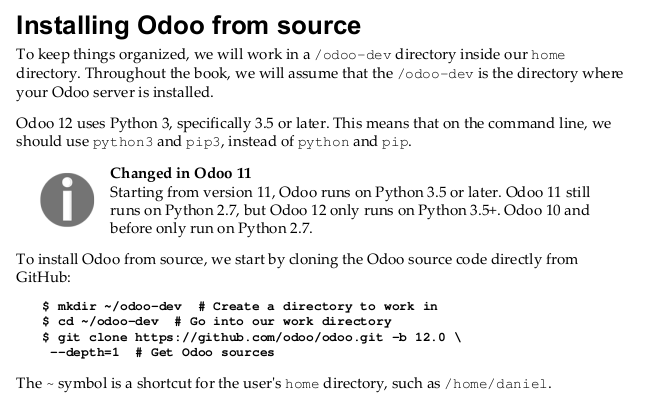 Installing Odoo from source
To keep things organized, we will work in a /odoo-dev directory inside our home
directory. Throughout the book, we will assume that the /odoo-dev is the directory where
your Odoo server is installed.
Odoo 12 uses Python 3, specifically 3.5 or later. This means that on the command line, we
should use python3 and pip3, instead of python and pip.
Changed in Odoo 11
Starting from version 11, Odoo runs on Python 3.5 or later. Odoo 11 still
runs on Python 2.7, but Odoo 12 only runs on Python 3.5+. Odoo 10 and
before only run on Python 2.7.
To install Odoo from source, we start by cloning the Odoo source code directly from
GitHub:
$ mkdir ~/odoo-dev  # Create a directory to work in
$ cd ~/odoo-dev  # Go into our work directory
$ git clone https://github.com/odoo/odoo.git -b 12.0 \
--depth=1  # Get Odoo sources
The ~ symbol is a shortcut for the user's home directory, such as /home/daniel.